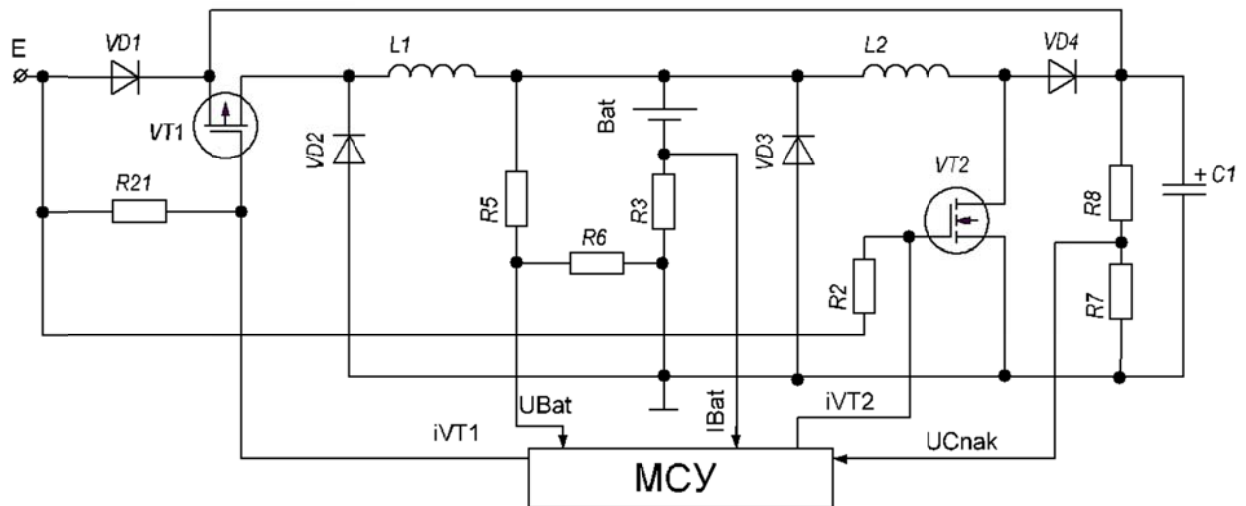 E
VD1
L1
L2
VD4
VT1
VD2
Bat
VD3
VT2
+ C1
R21
R5
R3
R8
R6
R2
R7
UBat
IBat
iVT2
iVT1
UCnak
МСУ